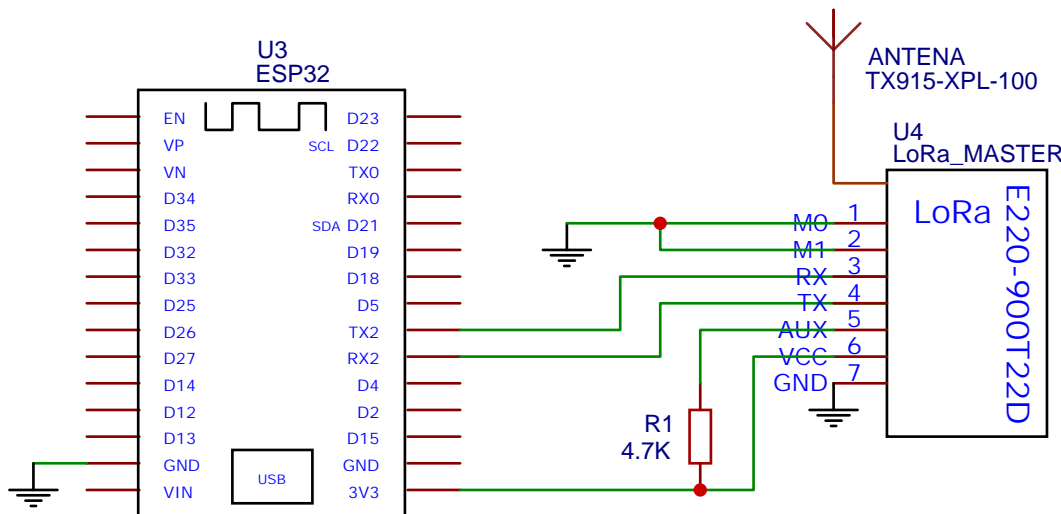 U3
ESP32
EN
VP
VN
D34
D35
D32
D33
D25
D26
D27
D14
D12
D13
GND
VIN
D23
SCL D22
TX0
RX0
SDA D21
D19
D18
D5
TX2
RX2
D4
D2
D15
GND
3V3
USB
ANTENA
TX915-XPL-100
U4
LoRa_MASTER
LoRa
E220-900T22D
M0 1
M1 2
RX 3
TX 4
AUX 5
VCC 6
GND 7
R1
4.7K